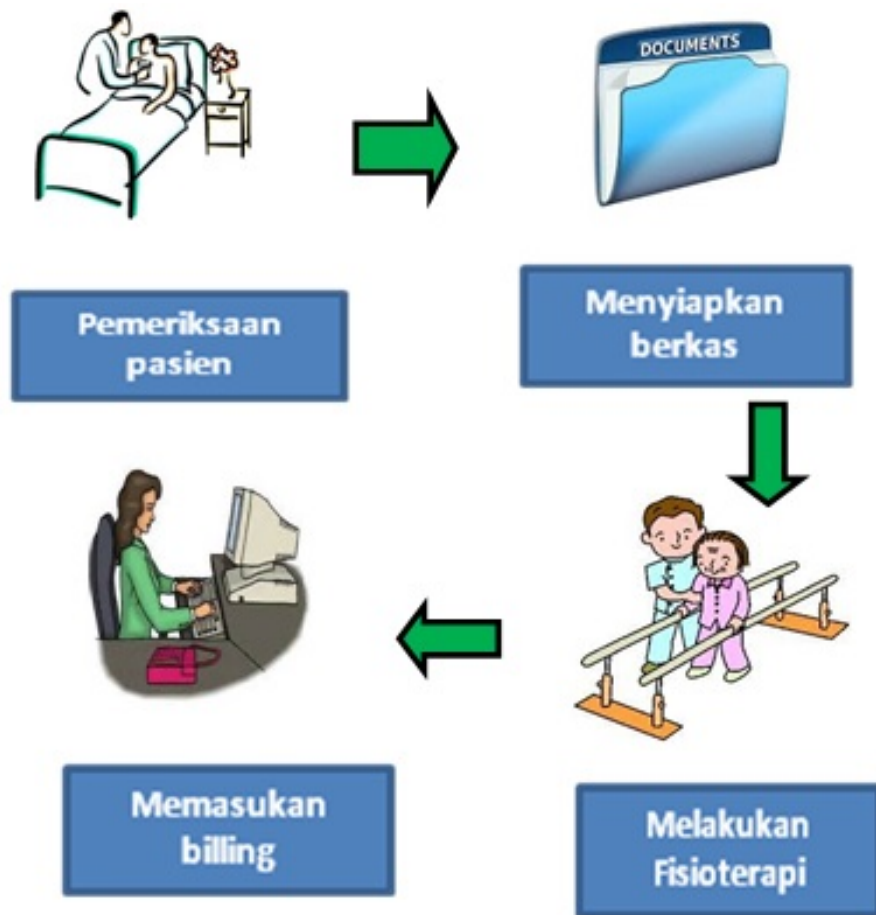 DOCUMENTS
Pemeriksaan
pasien
Menyiapkan
berkas
Memasukan
billing
Melakukan
Fisioterapi